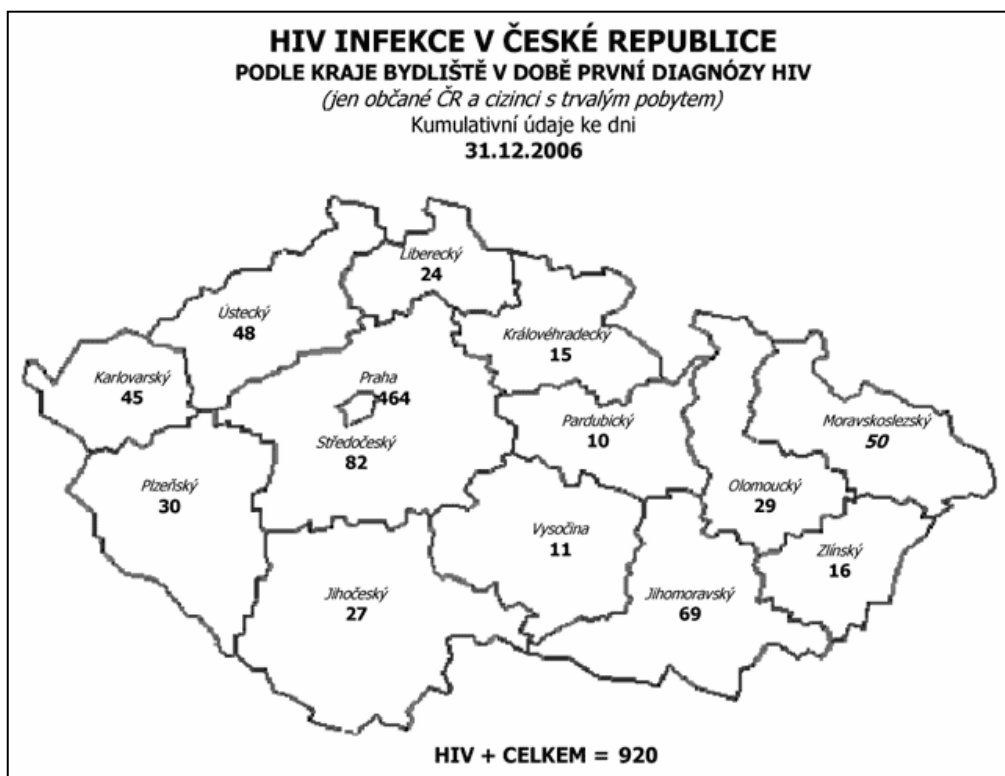 HIV INFEKCE V ČESKÉ REPUBLICE
PODLE KRAJE BYDLIŠTĚ V DOBĚ PRVNÍ DIAGNÓZY HIV
(jen občané ČR a cizinci s trvalým pobytem)
Kumulativní údaje ke dni
31.12.2006
Liberecký
24
Ústecký
48
Královéhradecký
15
Karlovarský
45
Praha
464
Středočeský
82
Pardubický
10
Moravskoslezský
50
Plzeňský
30
Olomoucký
29
Vysočina
11
Zlínský
16
Jihočeský
27
Jihomoravský
69
HIV + CELKEM = 920